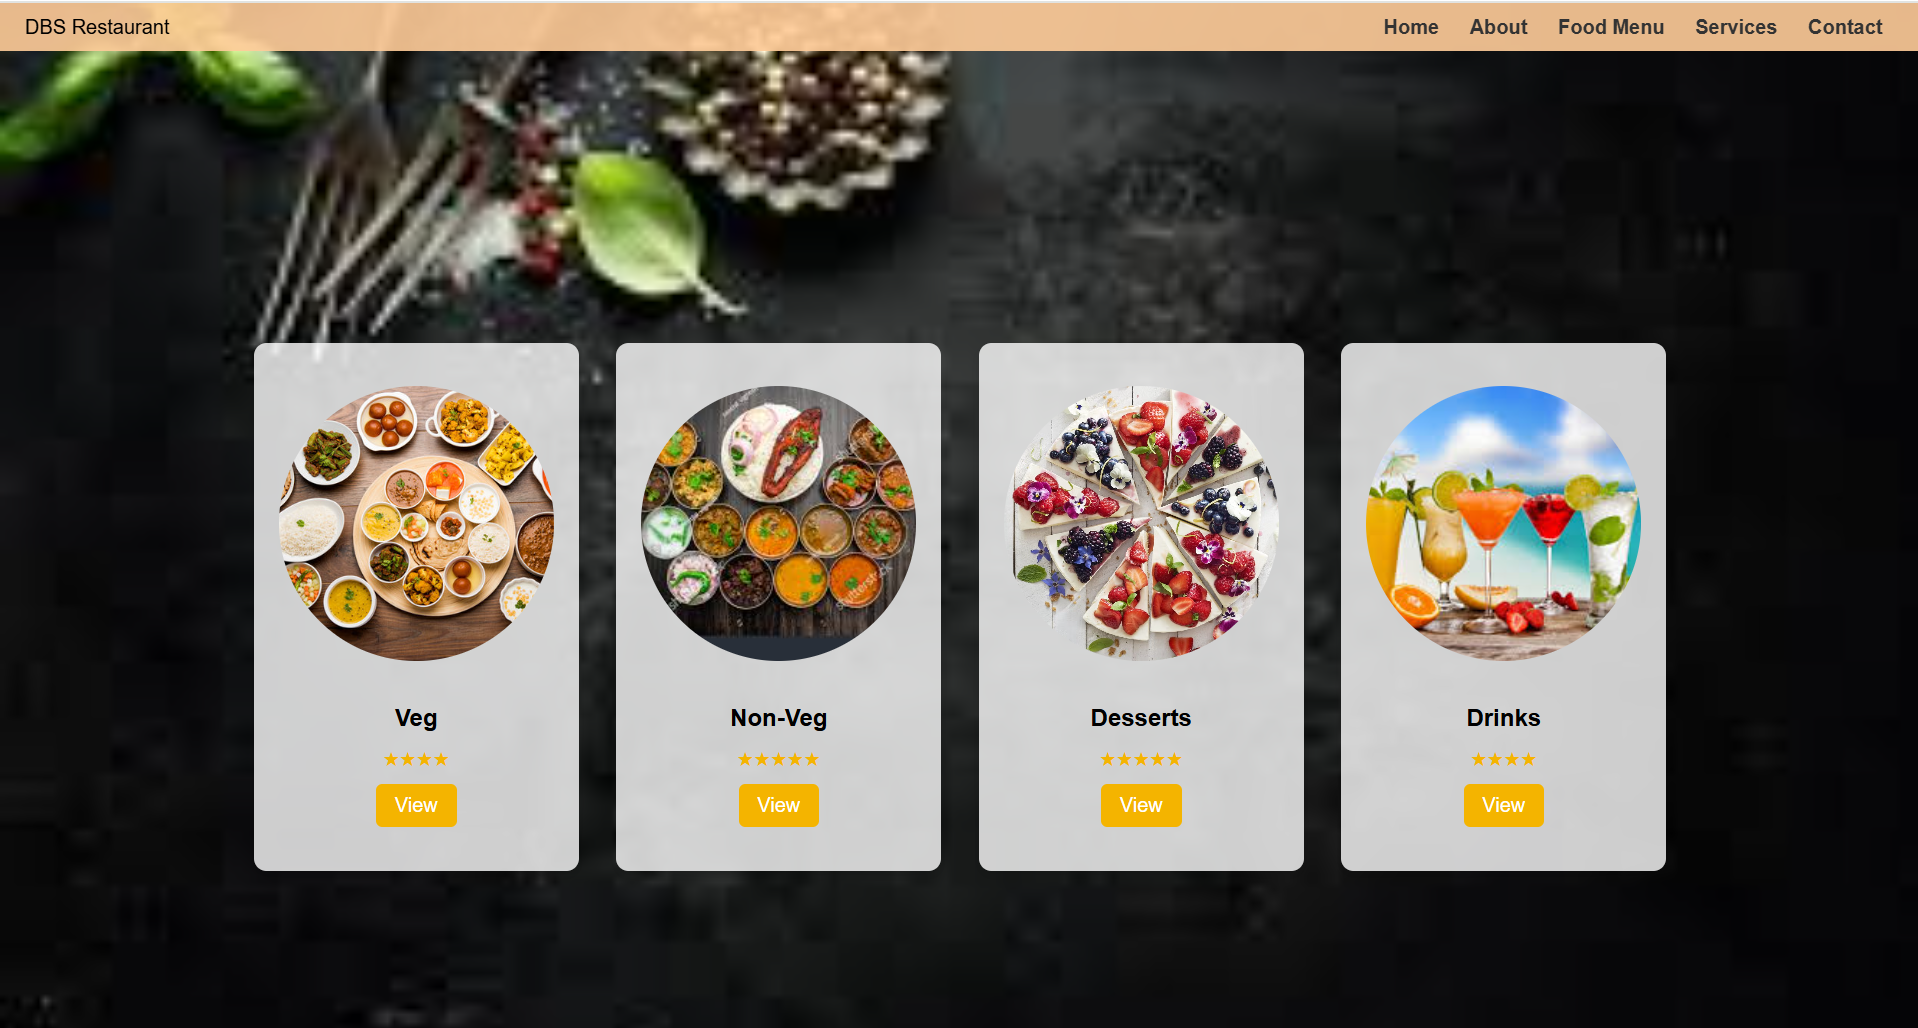 DBS Restaurant
Home About Food Menu Services Contact
Veg
★★★★
View
Non-Veg
★★★★★
View
Desserts
★★★★★
View
Drinks
★★★★
View